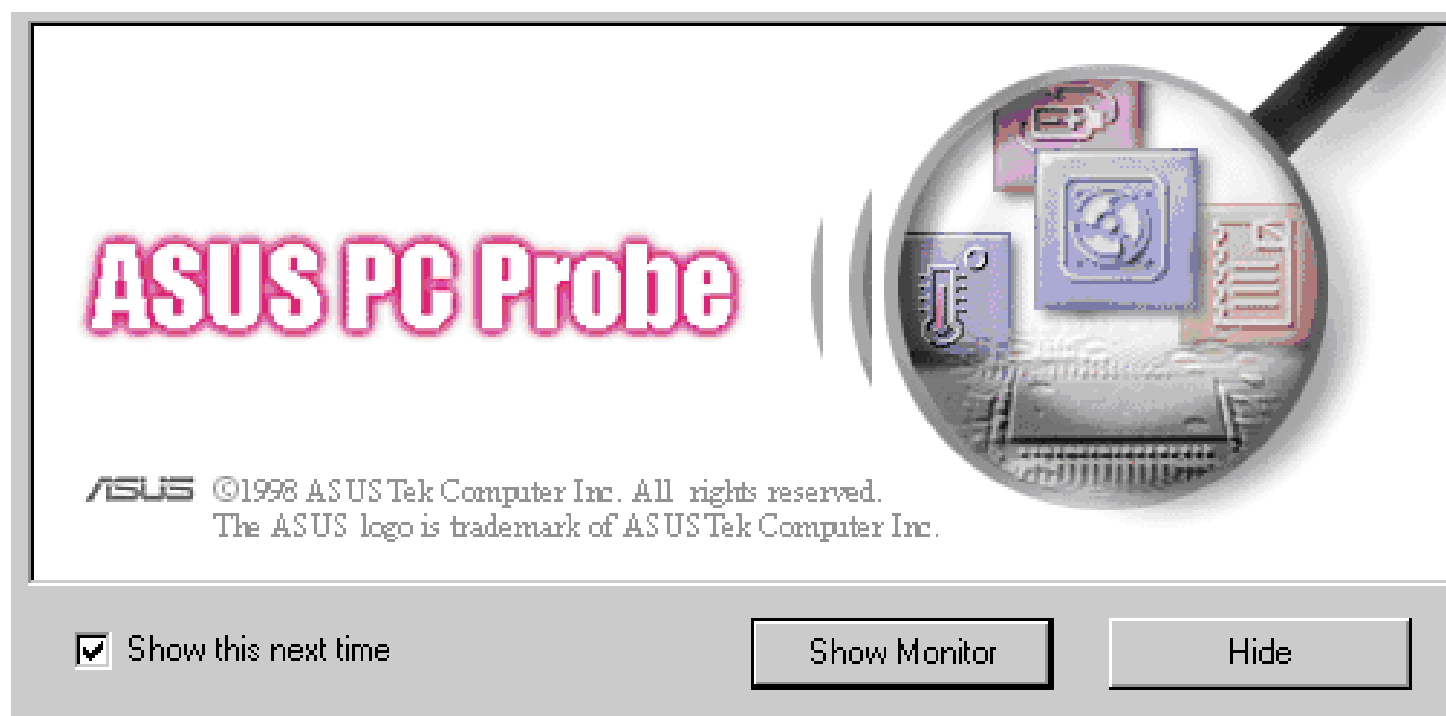 ASUS PC Probe
ASUS ©1998 ASUSTek Computer Inc. All rights reserved.
The ASUS logo is trademark of ASUSTek Computer Inc.
Show this next time
Show Monitor
Hide